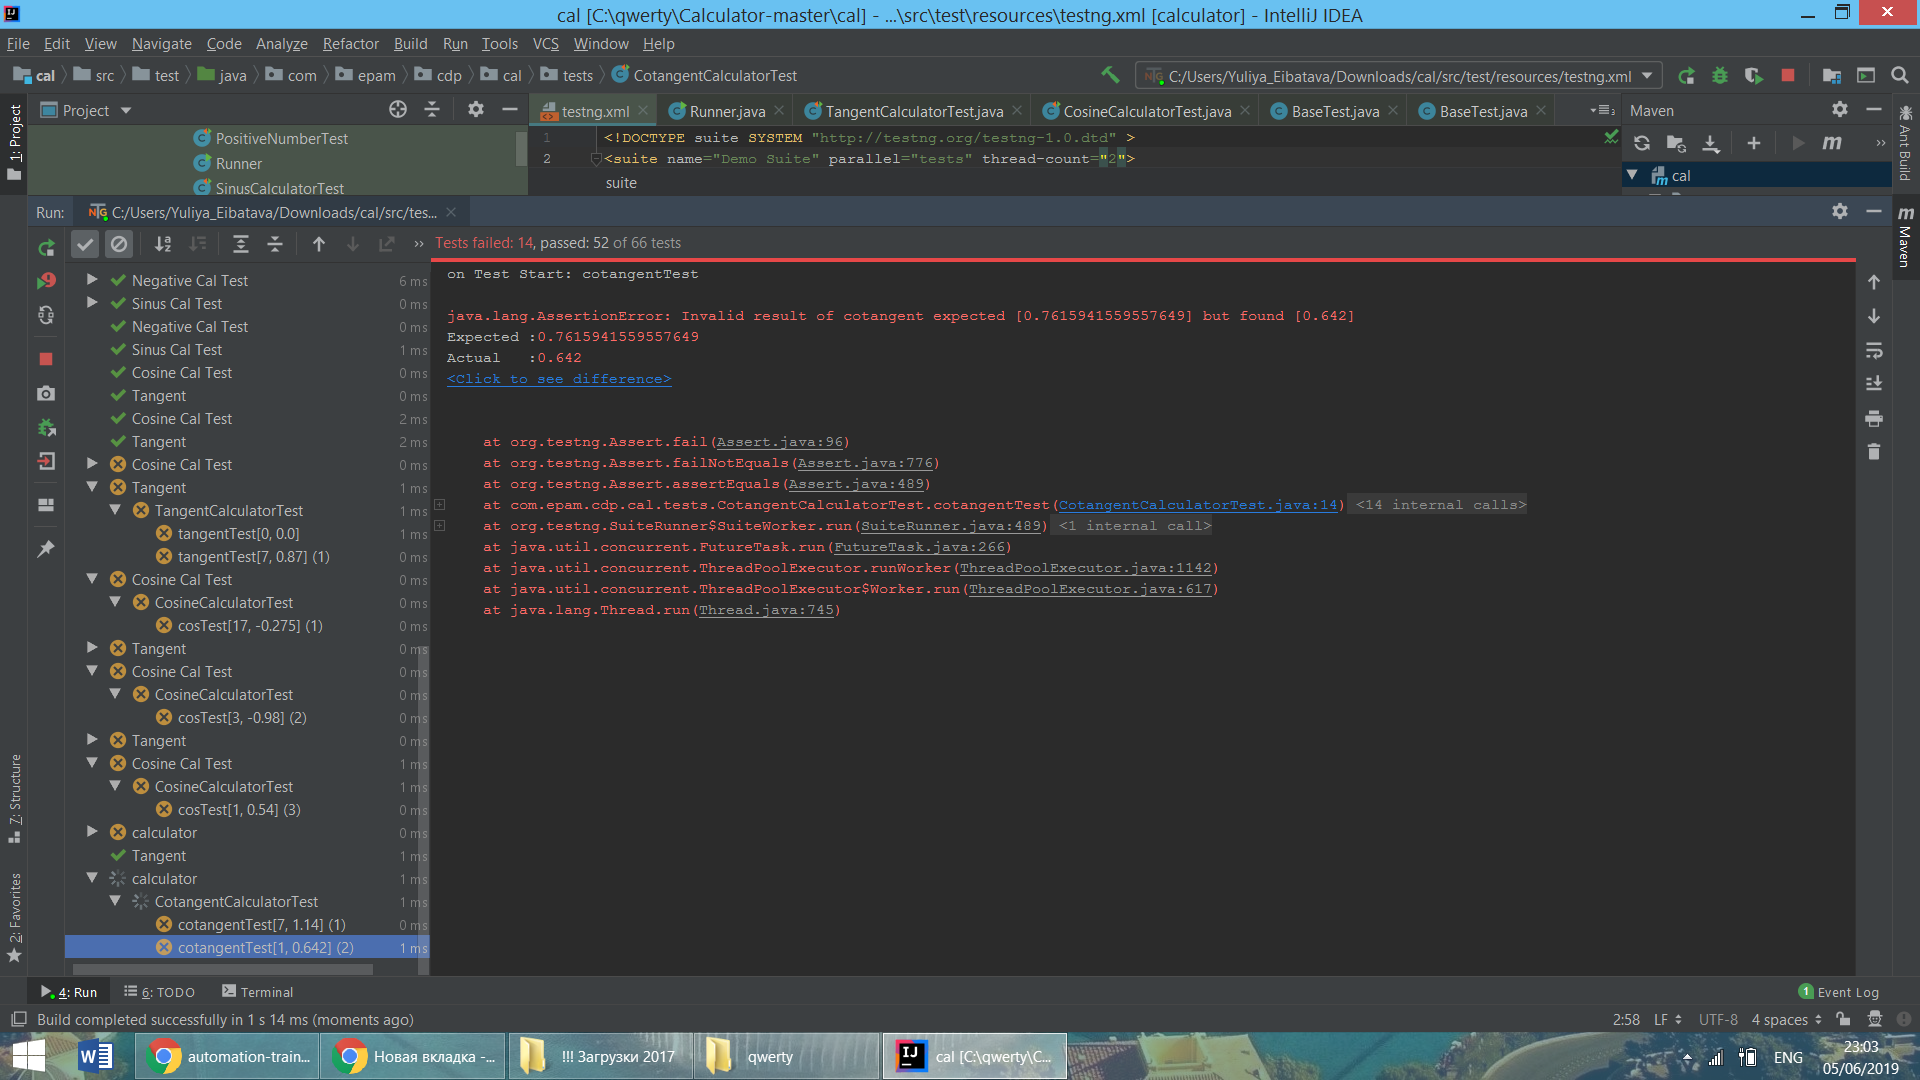 cal [C:\qwerty\Calculator-master\cal] - ...\src\test\resources\testng.xml [calculator] - IntelliJ IDEA
File Edit View Navigate Code Analyze Refactor Build Run Tools VCS Window Help
cal src test java com epam cdp cal tests CotangentCalculatorTest
C:/Users/Yuliya_Eibatava/Downloads/cal/src/test/resources/testng.xml
1: Project
Project
testng.xml Runner.java TangentCalculatorTest.java CosineCalculatorTest.java BaseTest.java BaseTest.java
Maven
PositiveNumberTest
Runner
SinusCalculatorTest
1 <!DOCTYPE suite SYSTEM "http://testng.org/testng-1.0.dtd" >
2 <suite name="Demo Suite" parallel="tests" thread-count="2">
suite
cal
Ant Build
Maven
Run: C:/Users/Yuliya_Eibatava/Downloads/cal/src/tes...
Tests failed: 14, passed: 52 of 66 tests
Negative Cal Test 6 ms
Sinus Cal Test 0 ms
Negative Cal Test 0 ms
Sinus Cal Test 1 ms
Cosine Cal Test 0 ms
Tangent 0 ms
Cosine Cal Test 2 ms
Tangent 2 ms
Cosine Cal Test 0 ms
Tangent 1 ms
TangentCalculatorTest 1 ms
tangentTest[0, 0.0] 1 ms
tangentTest[7, 0.87] (1) 0 ms
Cosine Cal Test 0 ms
CosineCalculatorTest 0 ms
cosTest[17, -0.275] (1) 0 ms
Tangent 0 ms
Cosine Cal Test 0 ms
CosineCalculatorTest 0 ms
cosTest[3, -0.98] (2) 0 ms
Tangent 0 ms
Cosine Cal Test 1 ms
CosineCalculatorTest 1 ms
cosTest[1, 0.54] (3) 0 ms
calculator 0 ms
Tangent 1 ms
calculator 1 ms
CotangentCalculatorTest 1 ms
cotangentTest[7, 1.14] (1) 0 ms
cotangentTest[1, 0.642] (2) 1 ms
on Test Start: cotangentTest
java.lang.AssertionError: Invalid result of cotangent expected [0.7615941559557649] but found [0.642]
Expected :0.7615941559557649
Actual :0.642
<Click to see difference>
at org.testng.Assert.fail(Assert.java:96)
at org.testng.Assert.failNotEquals(Assert.java:776)
at org.testng.Assert.assertEquals(Assert.java:489)
at com.epam.cdp.cal.tests.CotangentCalculatorTest.cotangentTest(CotangentCalculatorTest.java:14) <14 internal calls>
at org.testng.SuiteRunner$SuiteWorker.run(SuiteRunner.java:489) <1 internal call>
at java.util.concurrent.FutureTask.run(FutureTask.java:266)
at java.util.concurrent.ThreadPoolExecutor.runWorker(ThreadPoolExecutor.java:1142)
at java.util.concurrent.ThreadPoolExecutor$Worker.run(ThreadPoolExecutor.java:617)
at java.lang.Thread.run(Thread.java:745)
7: Structure
2: Favorites
4: Run 6: TODO Terminal
1 Event Log
Build completed successfully in 1 s 14 ms (moments ago)
2:58 LF UTF-8 4 spaces
automation-train...
Новая вкладка -...
!!! Загрузки 2017
qwerty
cal [C:\qwerty\C...
ENG
23:03
05/06/2019